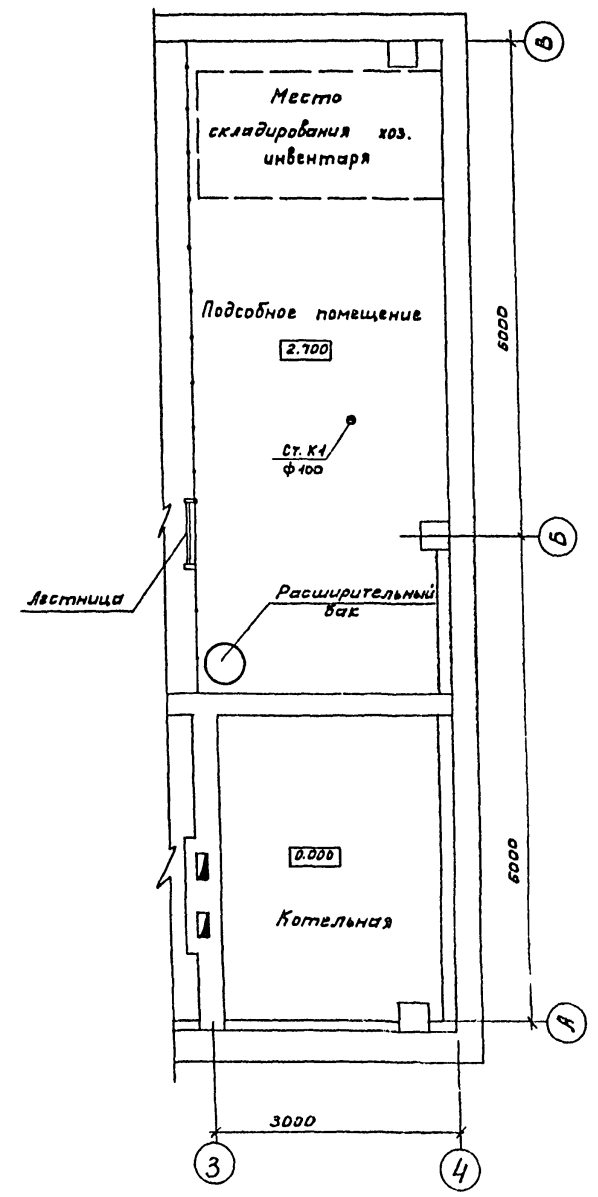 В
Место
складирования хоз.
инвентаря
Подсобное помещение
6000
2.700
Ст. К1
ф100
Б
Лестница
Расширительный
бак
0.000
6000
Котельная
А
3000
3
4